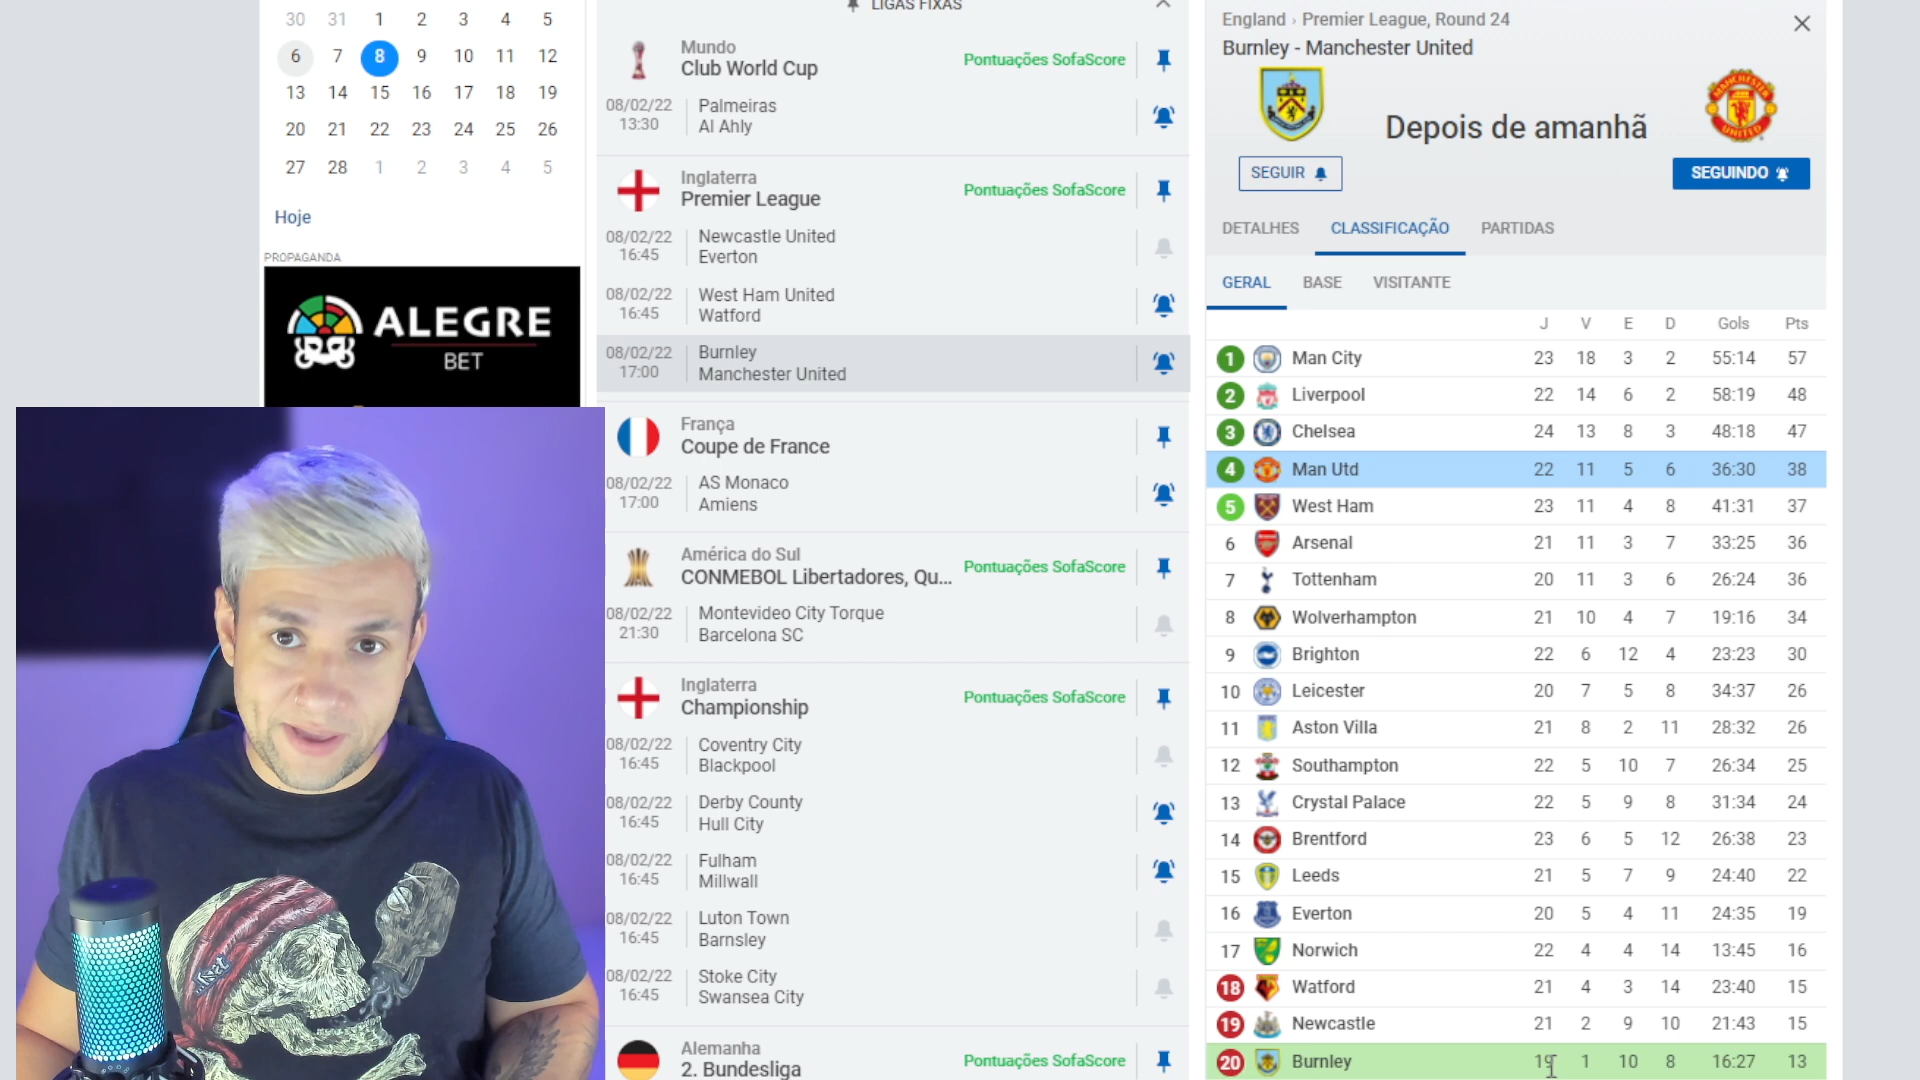 30 31 1 2 3 4 5
6 7 8 9 10 11 12
13 14 15 16 17 18 19
20 21 22 23 24 25 26
27 28 1 2 3 4 5
Hoje
PROPAGANDA
ALEGRE
BET
LIGAS FIXAS
Mundo
Club World Cup
Pontuações SofaScore
08/02/22 Palmeiras
13:30 Al Ahly
Inglaterra
Premier League
Pontuações SofaScore
08/02/22 Newcastle United
16:45 Everton
08/02/22 West Ham United
16:45 Watford
08/02/22 Burnley
17:00 Manchester United
França
Coupe de France
08/02/22 AS Monaco
17:00 Amiens
América do Sul
CONMEBOL Libertadores, Qu...
Pontuações SofaScore
08/02/22 Montevideo City Torque
21:30 Barcelona SC
Inglaterra
Championship
Pontuações SofaScore
08/02/22 Coventry City
16:45 Blackpool
08/02/22 Derby County
16:45 Hull City
08/02/22 Fulham
16:45 Millwall
08/02/22 Luton Town
16:45 Barnsley
08/02/22 Stoke City
16:45 Swansea City
Alemanha
2. Bundesliga
Pontuações SofaScore
England › Premier League, Round 24
Burnley - Manchester United
MANCHESTER
UNITED
Depois de amanhã
SEGUIR
SEGUINDO
DETALHES CLASSIFICAÇÃO PARTIDAS
GERAL BASE VISITANTE
J V E D Gols Pts
1 Man City 23 18 3 2 55:14 57
2 Liverpool 22 14 6 2 58:19 48
3 Chelsea 24 13 8 3 48:18 47
4 Man Utd 22 11 5 6 36:30 38
5 West Ham 23 11 4 8 41:31 37
6 Arsenal 21 11 3 7 33:25 36
7 Tottenham 20 11 3 6 26:24 36
8 Wolverhampton 21 10 4 7 19:16 34
9 Brighton 22 6 12 4 23:23 30
10 Leicester 20 7 5 8 34:37 26
11 Aston Villa 21 8 2 11 28:32 26
12 Southampton 22 5 10 7 26:34 25
13 Crystal Palace 22 5 9 8 31:34 24
14 Brentford 23 6 5 12 26:38 23
15 Leeds 21 5 7 9 24:40 22
16 Everton 20 5 4 11 24:35 19
17 Norwich 22 4 4 14 13:45 16
18 Watford 21 4 3 14 23:40 15
19 Newcastle 21 2 9 10 21:43 15
20 Burnley 19 1 10 8 16:27 13